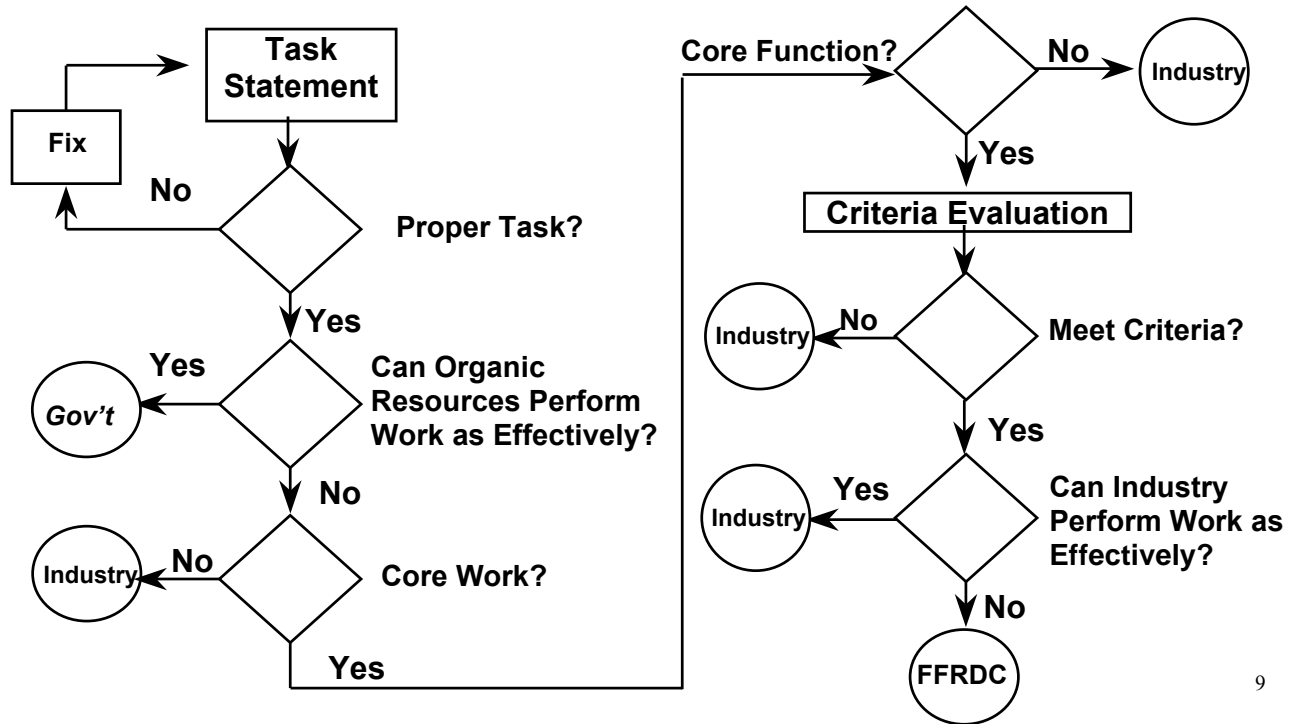 Task
Statement
Fix
No
Proper Task?
Yes
Yes
Gov't
Can Organic
Resources Perform
Work as Effectively?
No
Industry
No
Core Work?
Yes
Core Function?
No
Industry
Yes
Criteria Evaluation
Industry
No
Meet Criteria?
Yes
Industry
Yes
Can Industry
Perform Work as
Effectively?
No
FFRDC
9